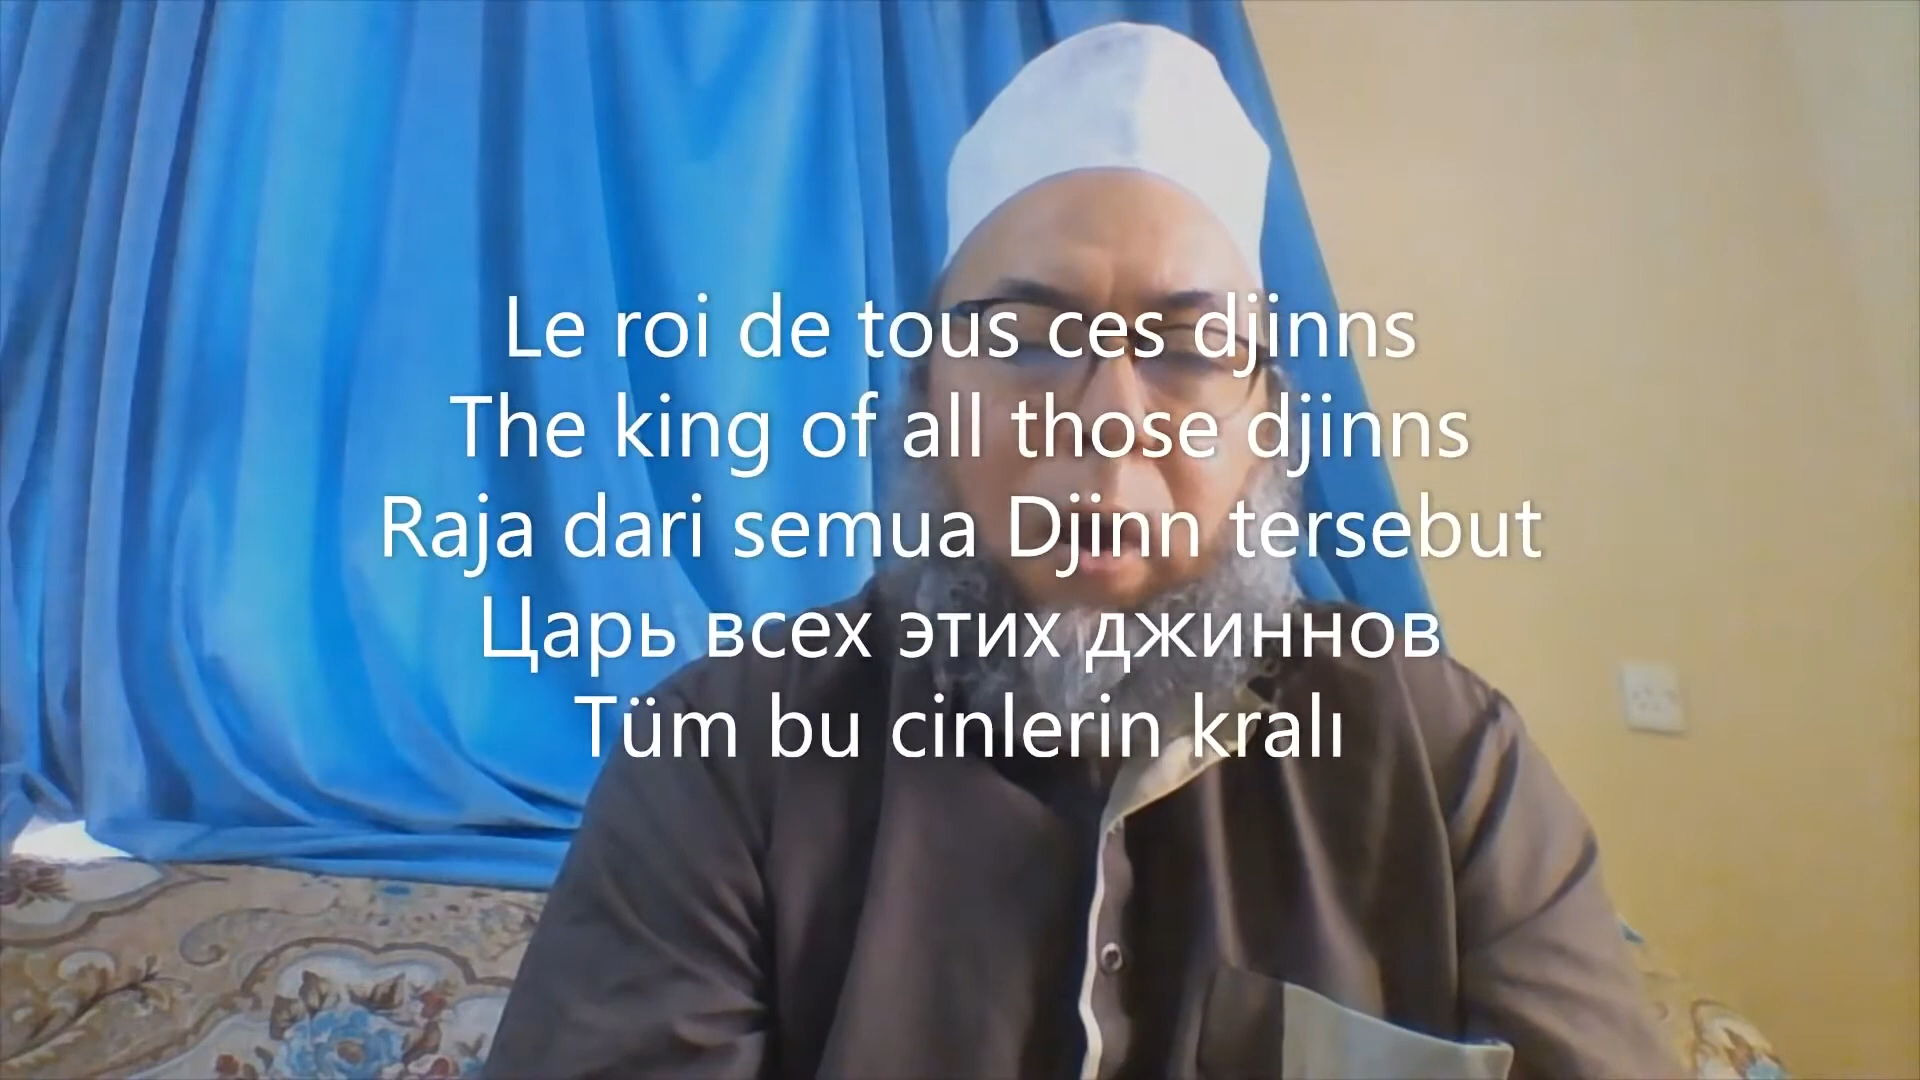 Le roi de tous ces djinns
The king of all those djinns
Raja dari semua Djinn tersebut
Царь всех этих джиннов
Tüm bu cinlerin kralı